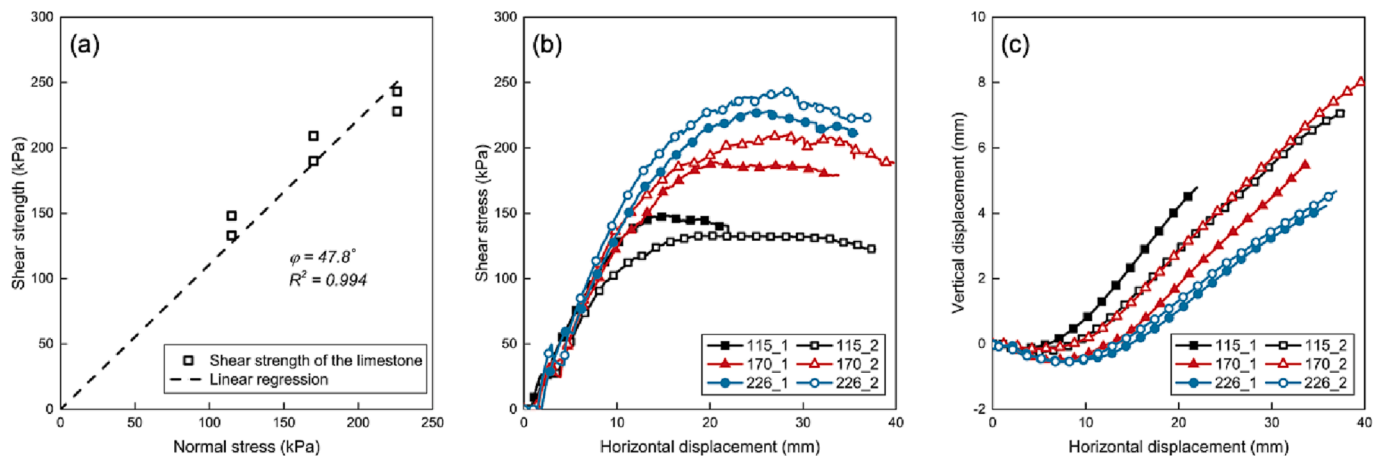 (a)
300
250
200
150
100
50
0
0 50 100 150 200 250
Shear strength (kPa)
Normal stress (kPa)
φ = 47.8°
R² = 0.994
Shear strength of the limestone
Linear regression
(b)
300
250
200
150
100
50
0
0 5 10 15 20 25 30 35 40
Shear stress (kPa)
Horizontal displacement (mm)
115_1 115_2
170_1 170_2
226_1 226_2
(c)
10
8
6
4
2
0
-2
0 10 20 30 40
Vertical displacement (mm)
Horizontal displacement (mm)
115_1 115_2
170_1 170_2
226_1 226_2